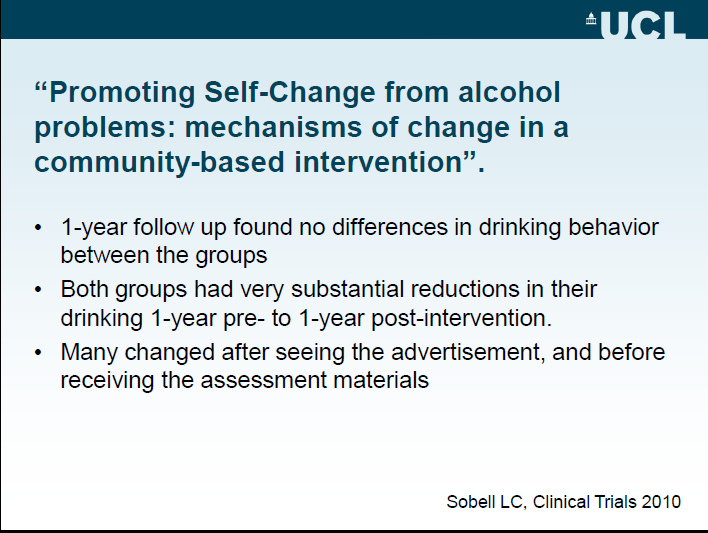 UCL
“Promoting Self-Change from alcohol
problems: mechanisms of change in a
community-based intervention”.
• 1-year follow up found no differences in drinking behavior
between the groups
• Both groups had very substantial reductions in their
drinking 1-year pre- to 1-year post-intervention.
• Many changed after seeing the advertisement, and before
receiving the assessment materials
Sobell LC, Clinical Trials 2010